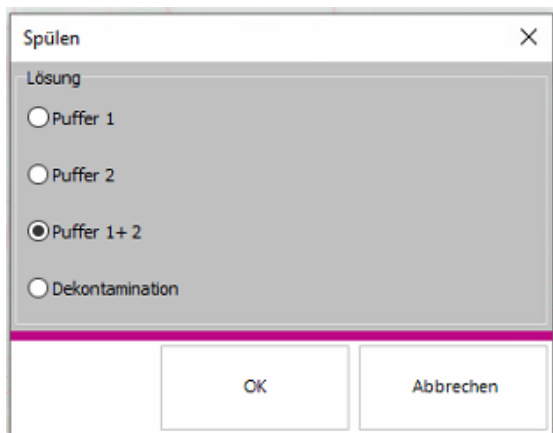 Spülen
Lösung
Puffer 1
Puffer 2
Puffer 1+ 2
Dekontamination
OK Abbrechen